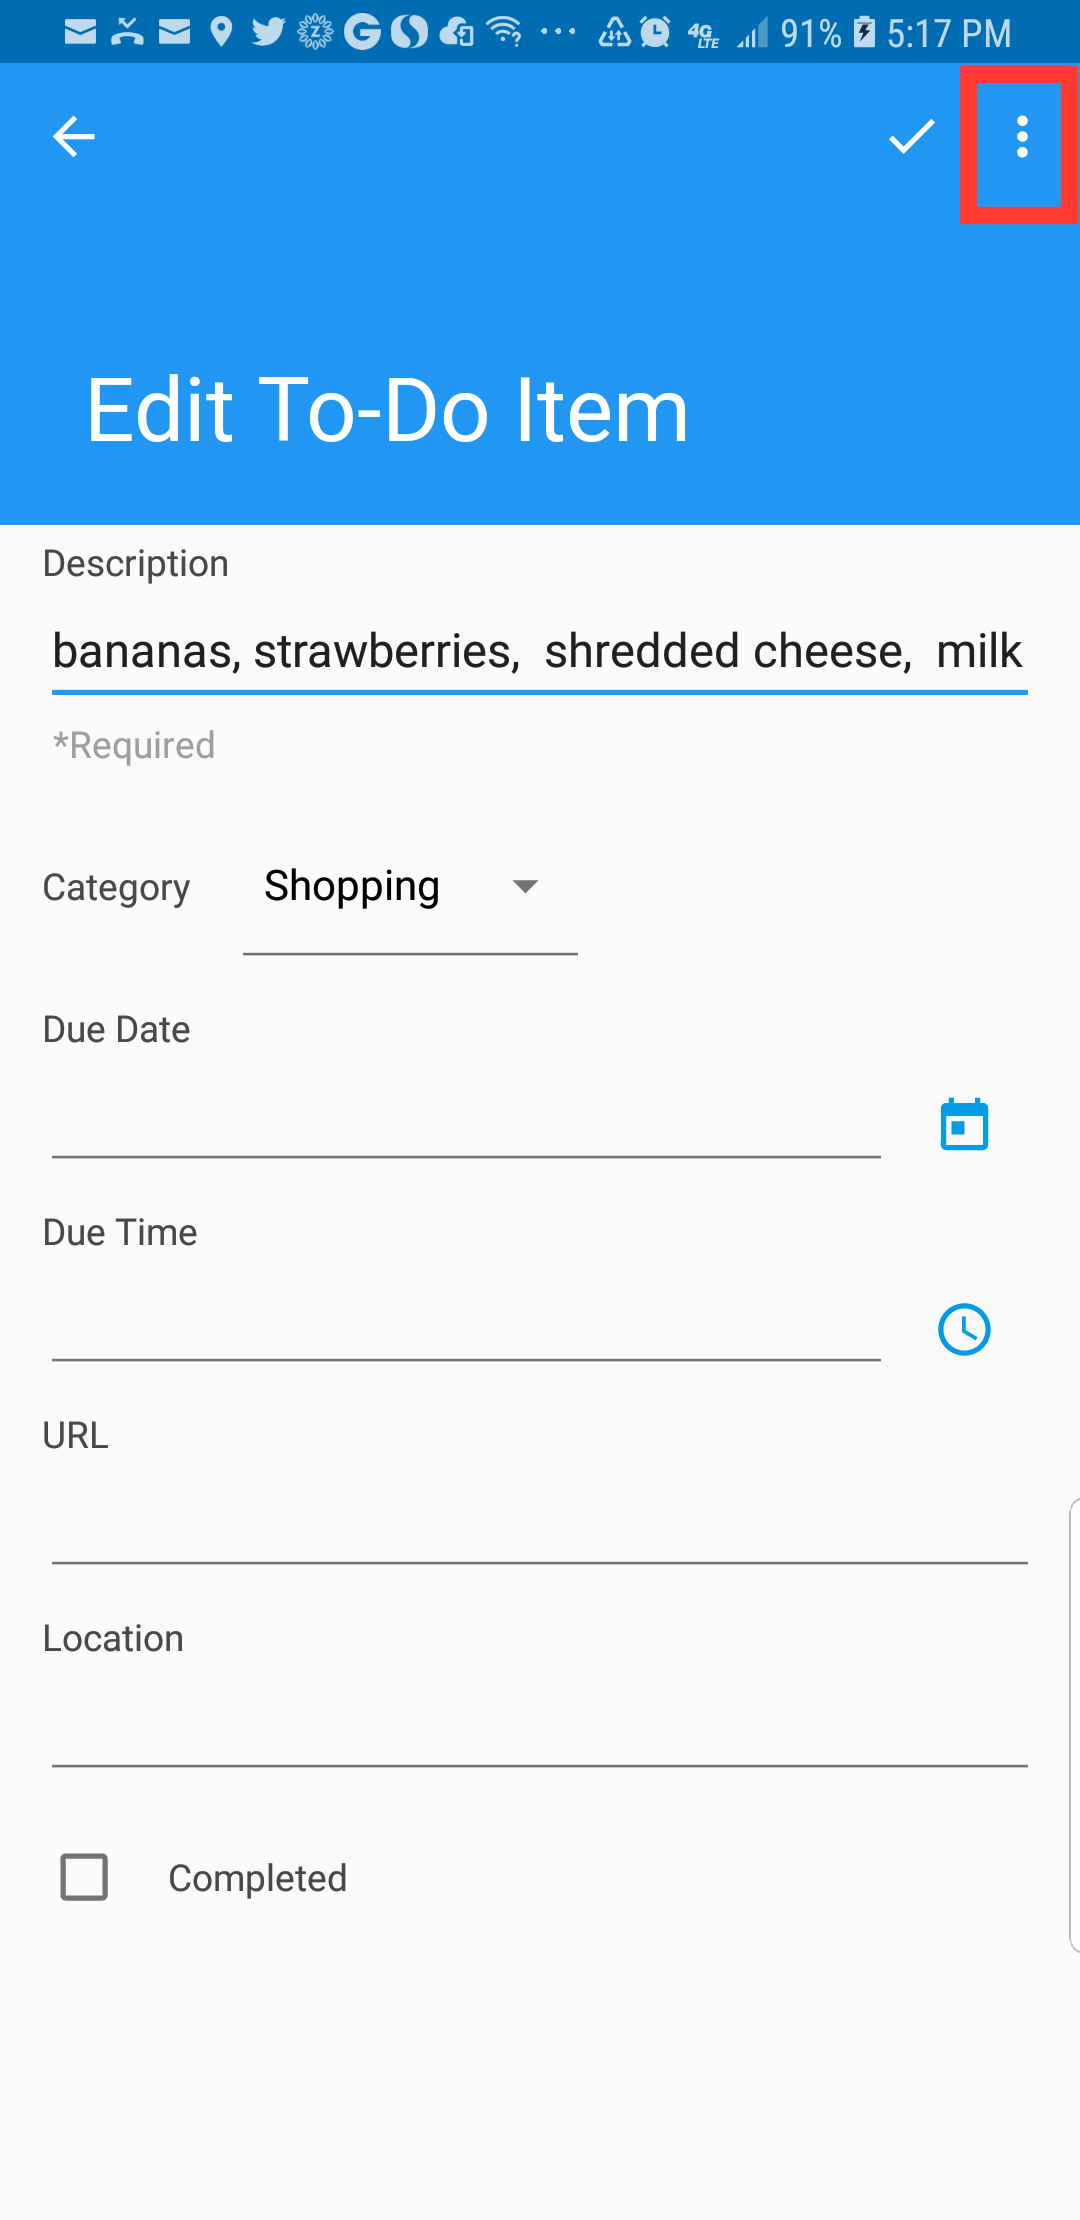 4G LTE 91% 5:17 PM
Edit To-Do Item
Description
bananas, strawberries,  shredded cheese,  milk
*Required
Category Shopping
Due Date
Due Time
URL
Location
Completed